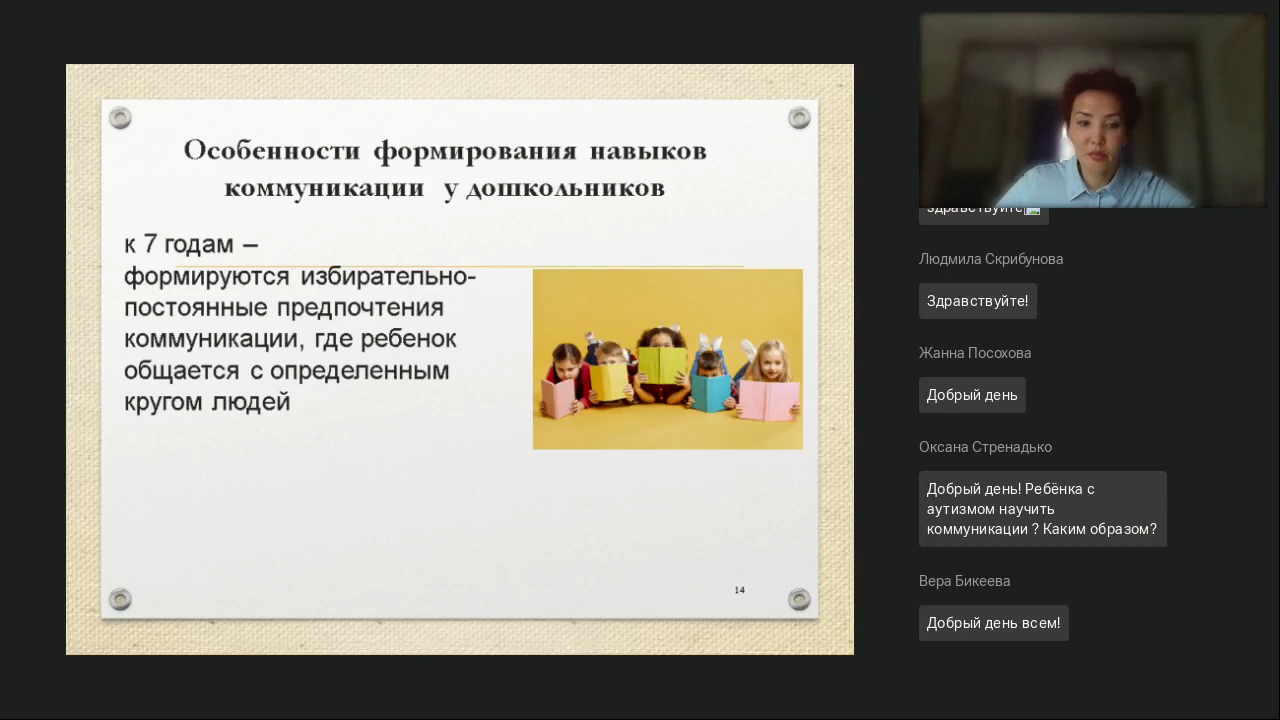 Особенности формирования навыков
коммуникации у дошкольников
к 7 годам –
формируются избирательно-
постоянные предпочтения
коммуникации, где ребенок
общается с определенным
кругом людей
14
здравствуйте
Людмила Скрибунова
Здравствуйте!
Жанна Посохова
Добрый день
Оксана Стренадько
Добрый день! Ребёнка с
аутизмом научить
коммуникации ? Каким образом?
Вера Бикеева
Добрый день всем!